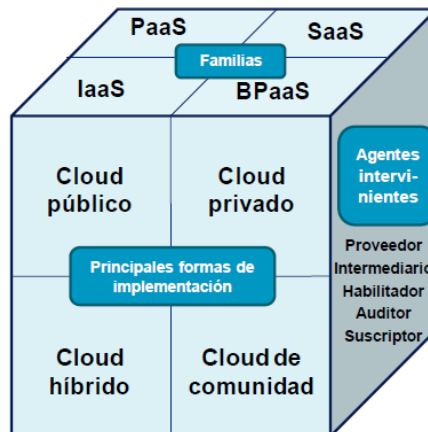 PaaS
SaaS
Familias
IaaS
BPaaS
Cloud
público
Cloud
privado
Agentes
intervi-
nientes
Proveedor
Intermediario
Habilitador
Auditor
Suscriptor
Principales formas de
implementación
Cloud
híbrido
Cloud de
comunidad